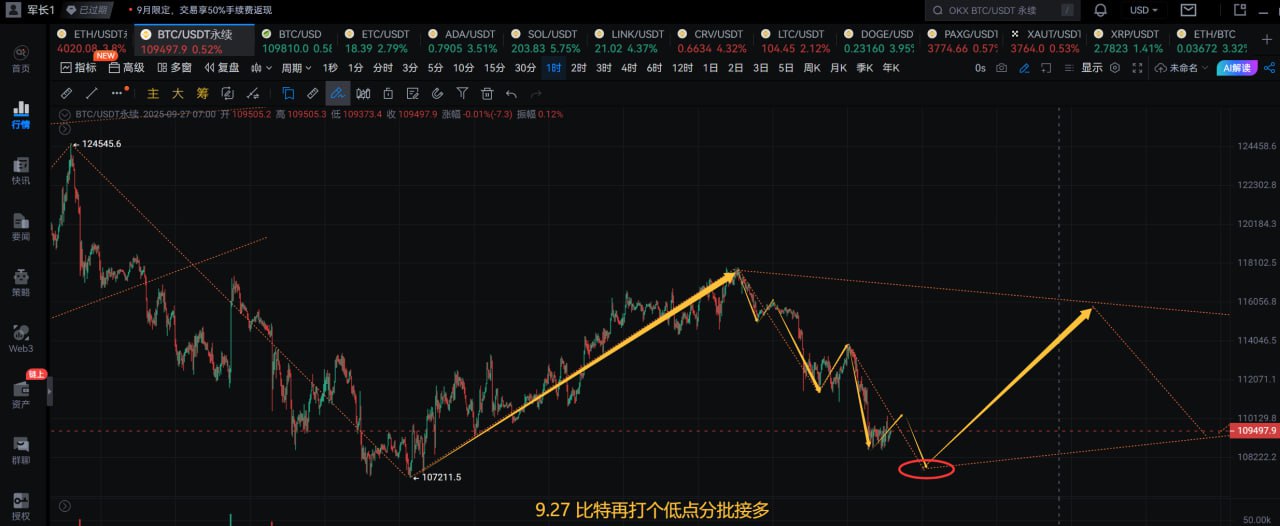 军长1 已过期 9月限定，交易享50%手续费返现 OKX BTC/USDT 永续 / USD
ETH/USDT永 BTC/USDT永续 BTC/USD ETC/USDT ADA/USDT SOL/USDT LINK/USDT CRV/USDT LTC/USDT DOGE/USD PAXG/USDT XAUT/USDT XRP/USDT ETH/BTC
4020.08 3.8% 109497.9 0.52% 109810.0 0.58 18.39 2.79% 0.7905 3.51% 203.83 5.75% 21.02 4.37% 0.6634 4.32% 104.45 2.12% 0.23160 3.95% 3774.66 0.57% 3764.0 0.53% 2.7823 1.41% 0.03672 3.32%
NEW
指标 高级 多窗 复盘 周期 1秒 1分 分时 3分 5分 10分 15分 30分 1时 2时 3时 4时 6时 12时 1日 2日 3日 5日 周K 月K 季K 年K 0s 显示 未命名 AI解读
主 大 筹
BTC/USDT永续 2025-09-27 07:00 开 109505.2 高 109505.3 低 109373.4 收 109497.9 涨幅 -0.01%(-7.3) 振幅 0.12%
首页
行情
快讯
要闻
策略
Web3
链上
资产
群聊
授权
124545.6
107211.5
124458.6
122302.8
120184.3
118102.5
116056.8
114046.5
112071.1
110129.8
109497.9
108222.2
50.00k
9.27 比特再打个低点分批接多